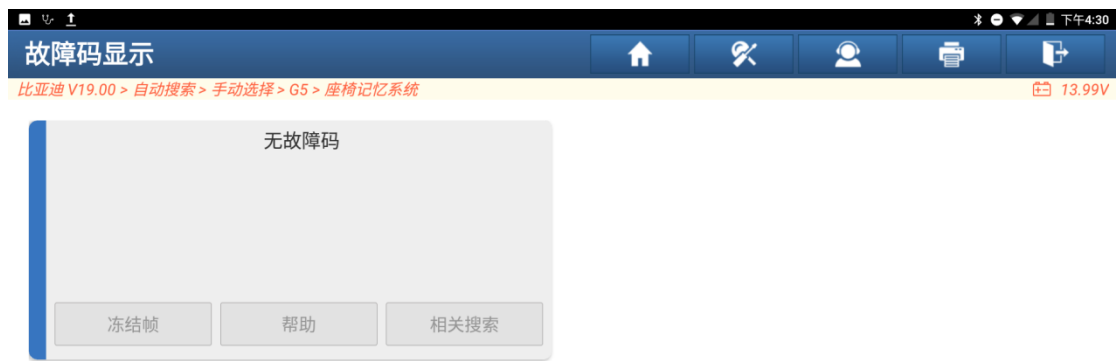 下午4:30
故障码显示
比亚迪 V19.00 > 自动搜索 > 手动选择 > G5 > 座椅记忆系统
13.99V
无故障码
冻结帧
帮助
相关搜索